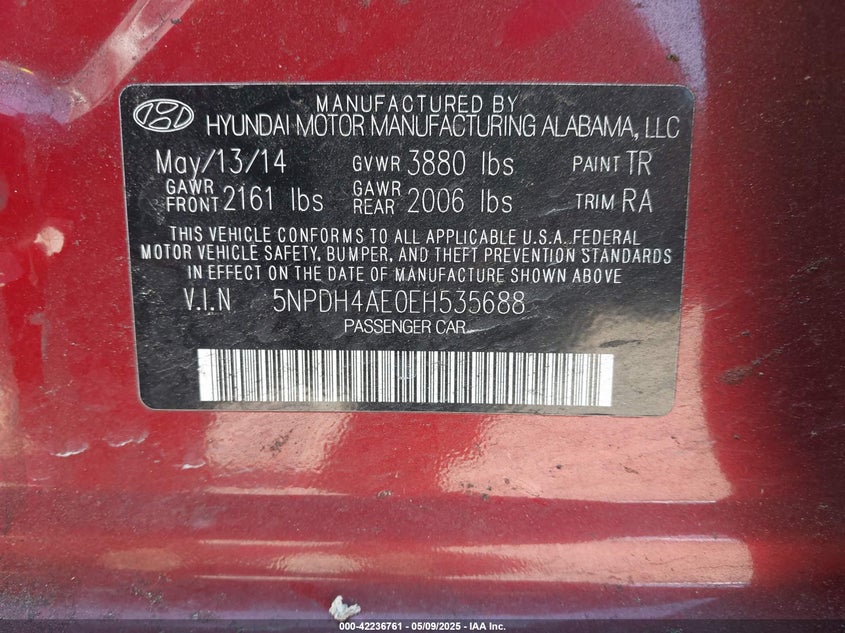 MANUFACTURED BY
HYUNDAI MOTOR MANUFACTURING ALABAMA, LLC
May/13/14 GVWR 3880 lbs PAINT TR
GAWR FRONT 2161 lbs GAWR REAR 2006 lbs TRIM RA
THIS VEHICLE CONFORMS TO ALL APPLICABLE U.S.A. FEDERAL
MOTOR VEHICLE SAFETY, BUMPER, AND THEFT PREVENTION STANDARDS
IN EFFECT ON THE DATE OF MANUFACTURE SHOWN ABOVE
V.I.N 5NPDH4AE0EH535688
PASSENGER CAR
000-42236761 - 05/09/2025 - IAA Inc.